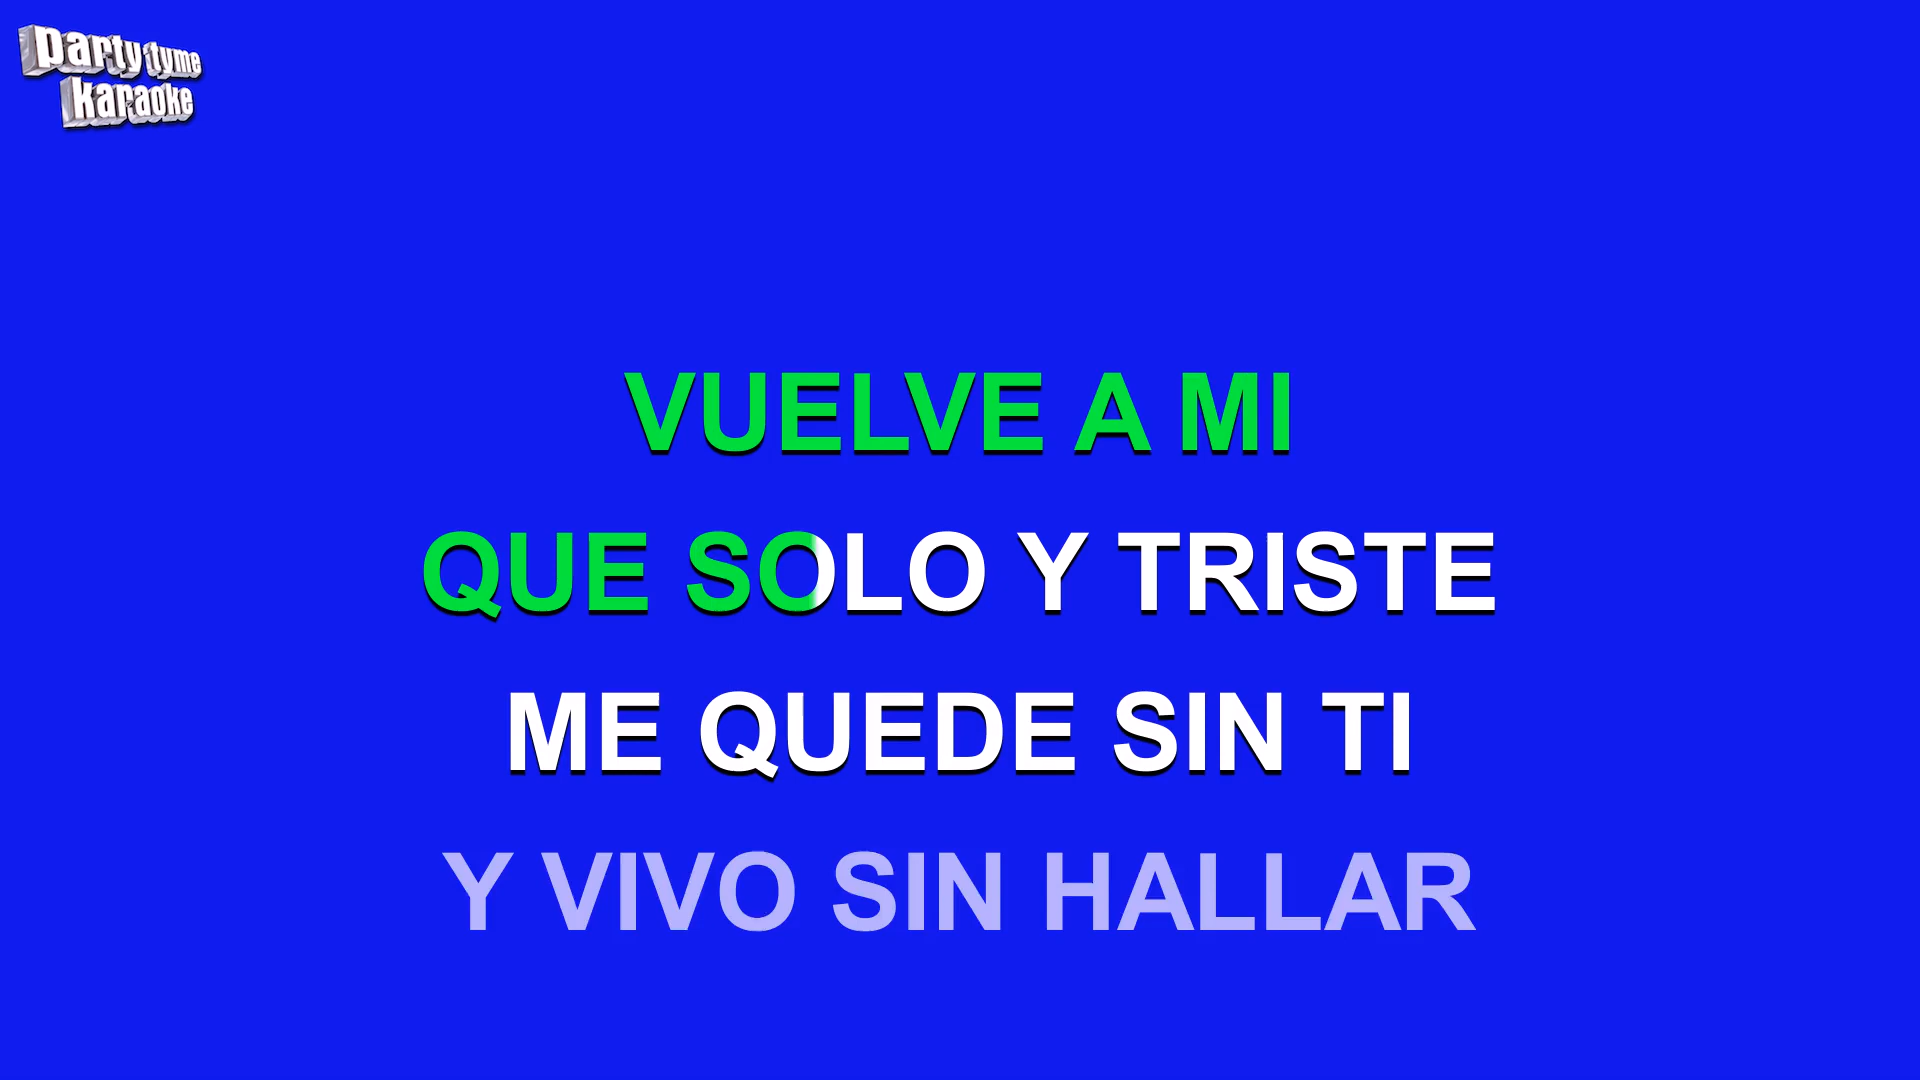 party tyme
karaoke
VUELVE A MI
QUE SOLO Y TRISTE
ME QUEDE SIN TI
Y VIVO SIN HALLAR